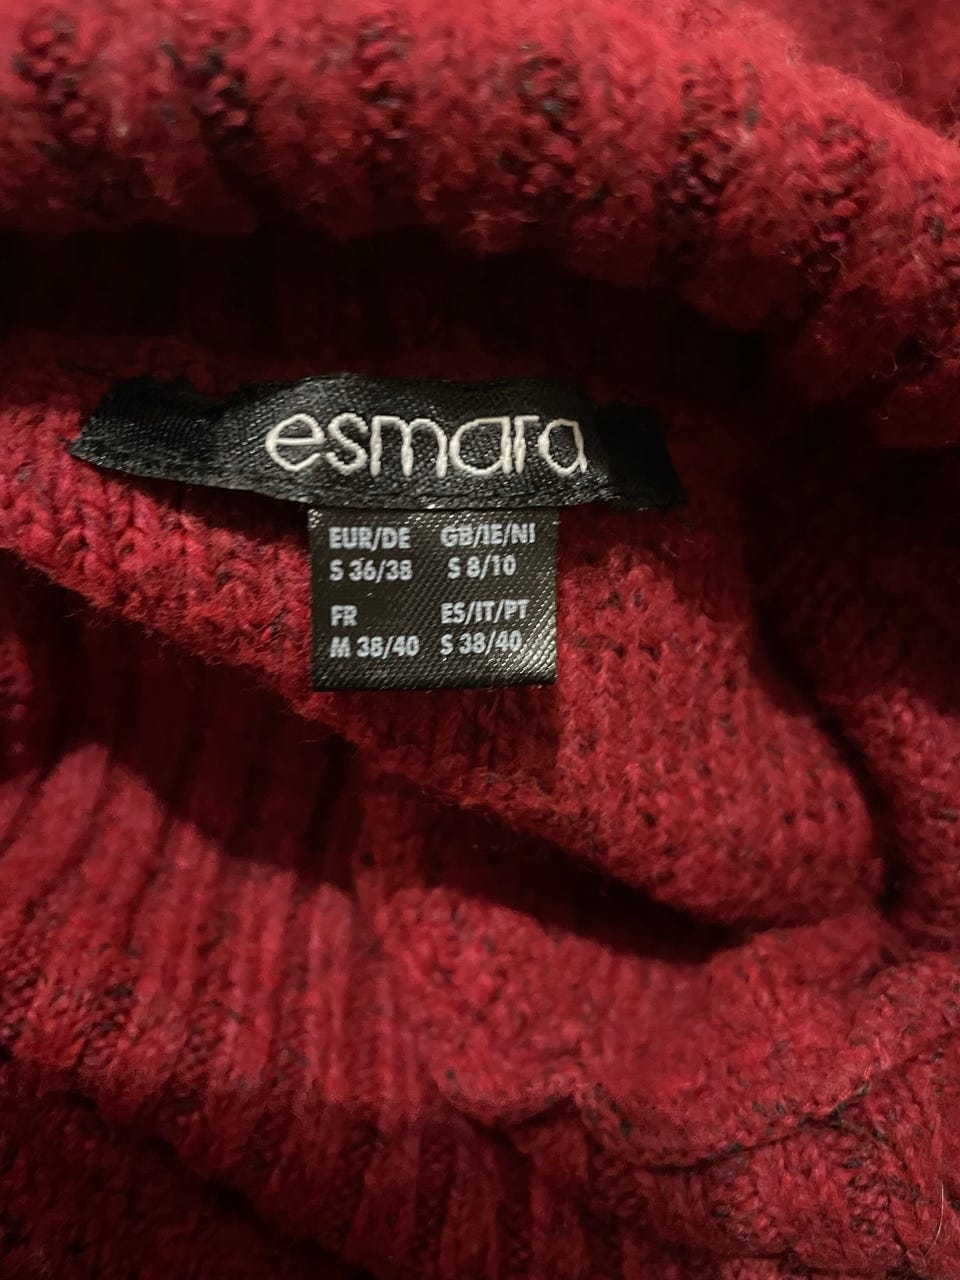 esmara
EUR/DE GB/IE/NI
S 36/38 S 8/10
FR ES/IT/PT
M 38/40 S 38/40